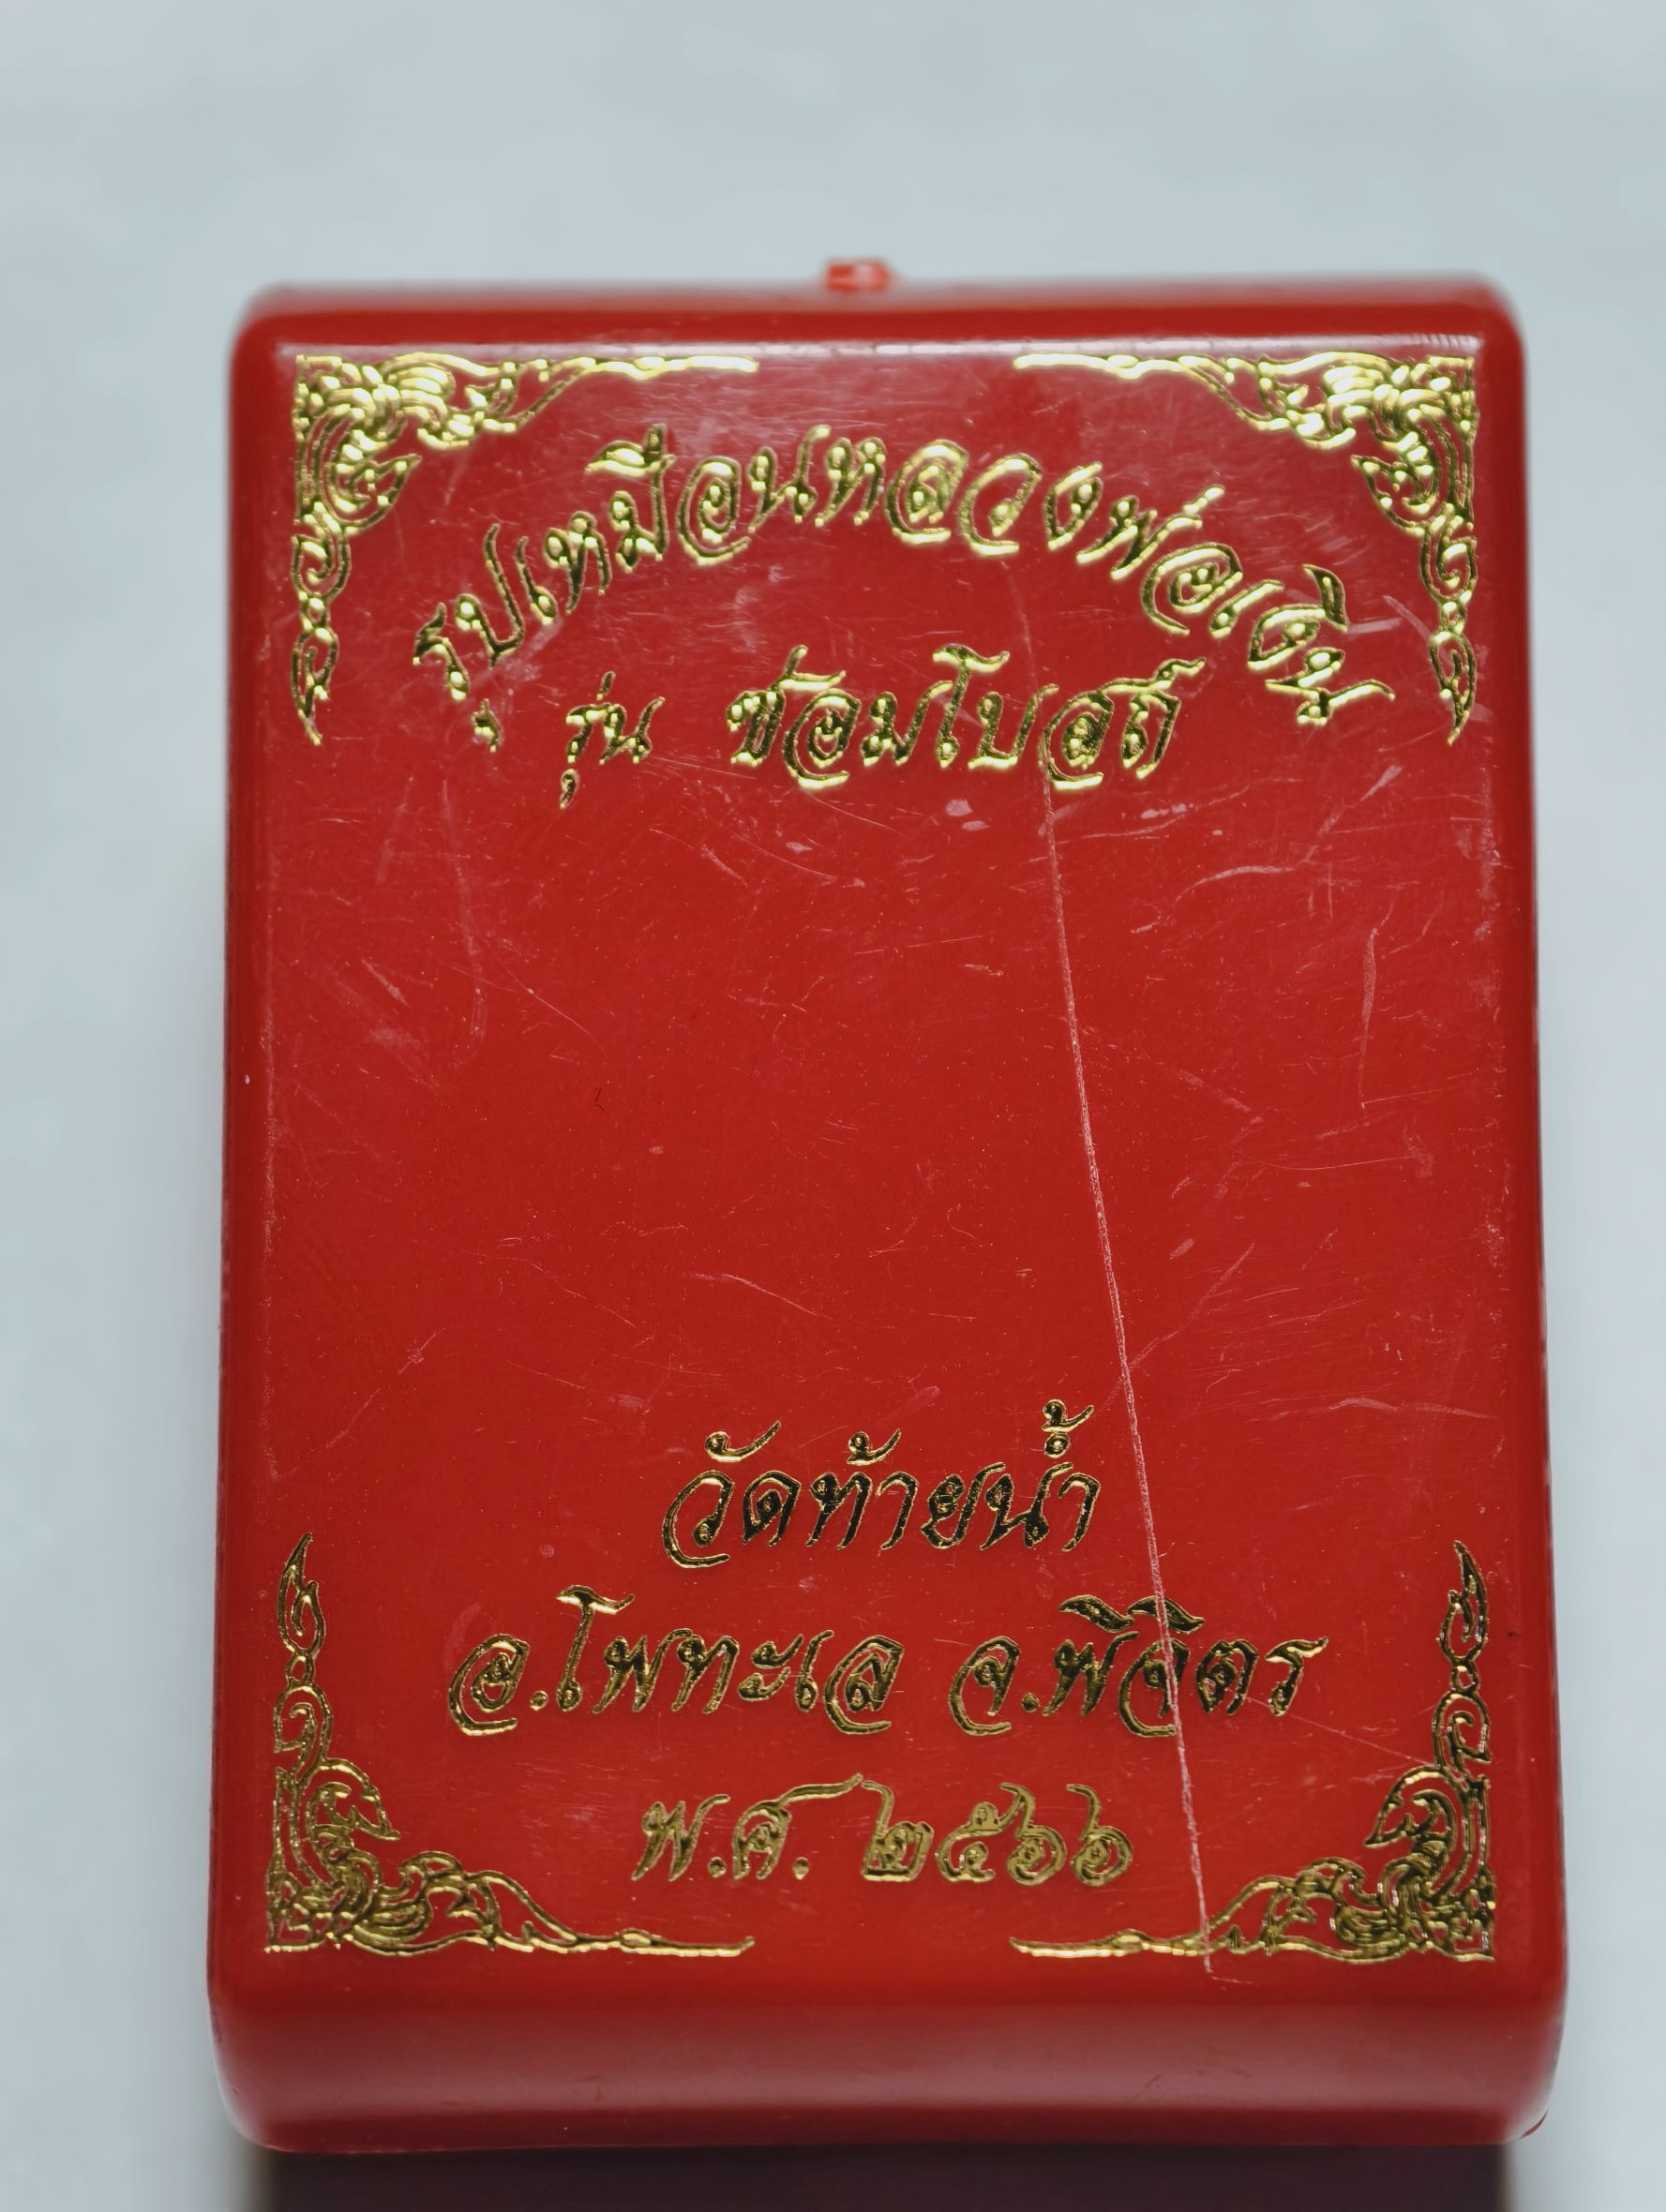 รูปเหมือนหลวงพ่อเงิน
รุ่น ซ่อมโบสถ์
วัดท้ายน้ำ
อ.โพทะเล จ.พิจิตร
พ.ศ. ๒๕๖๖